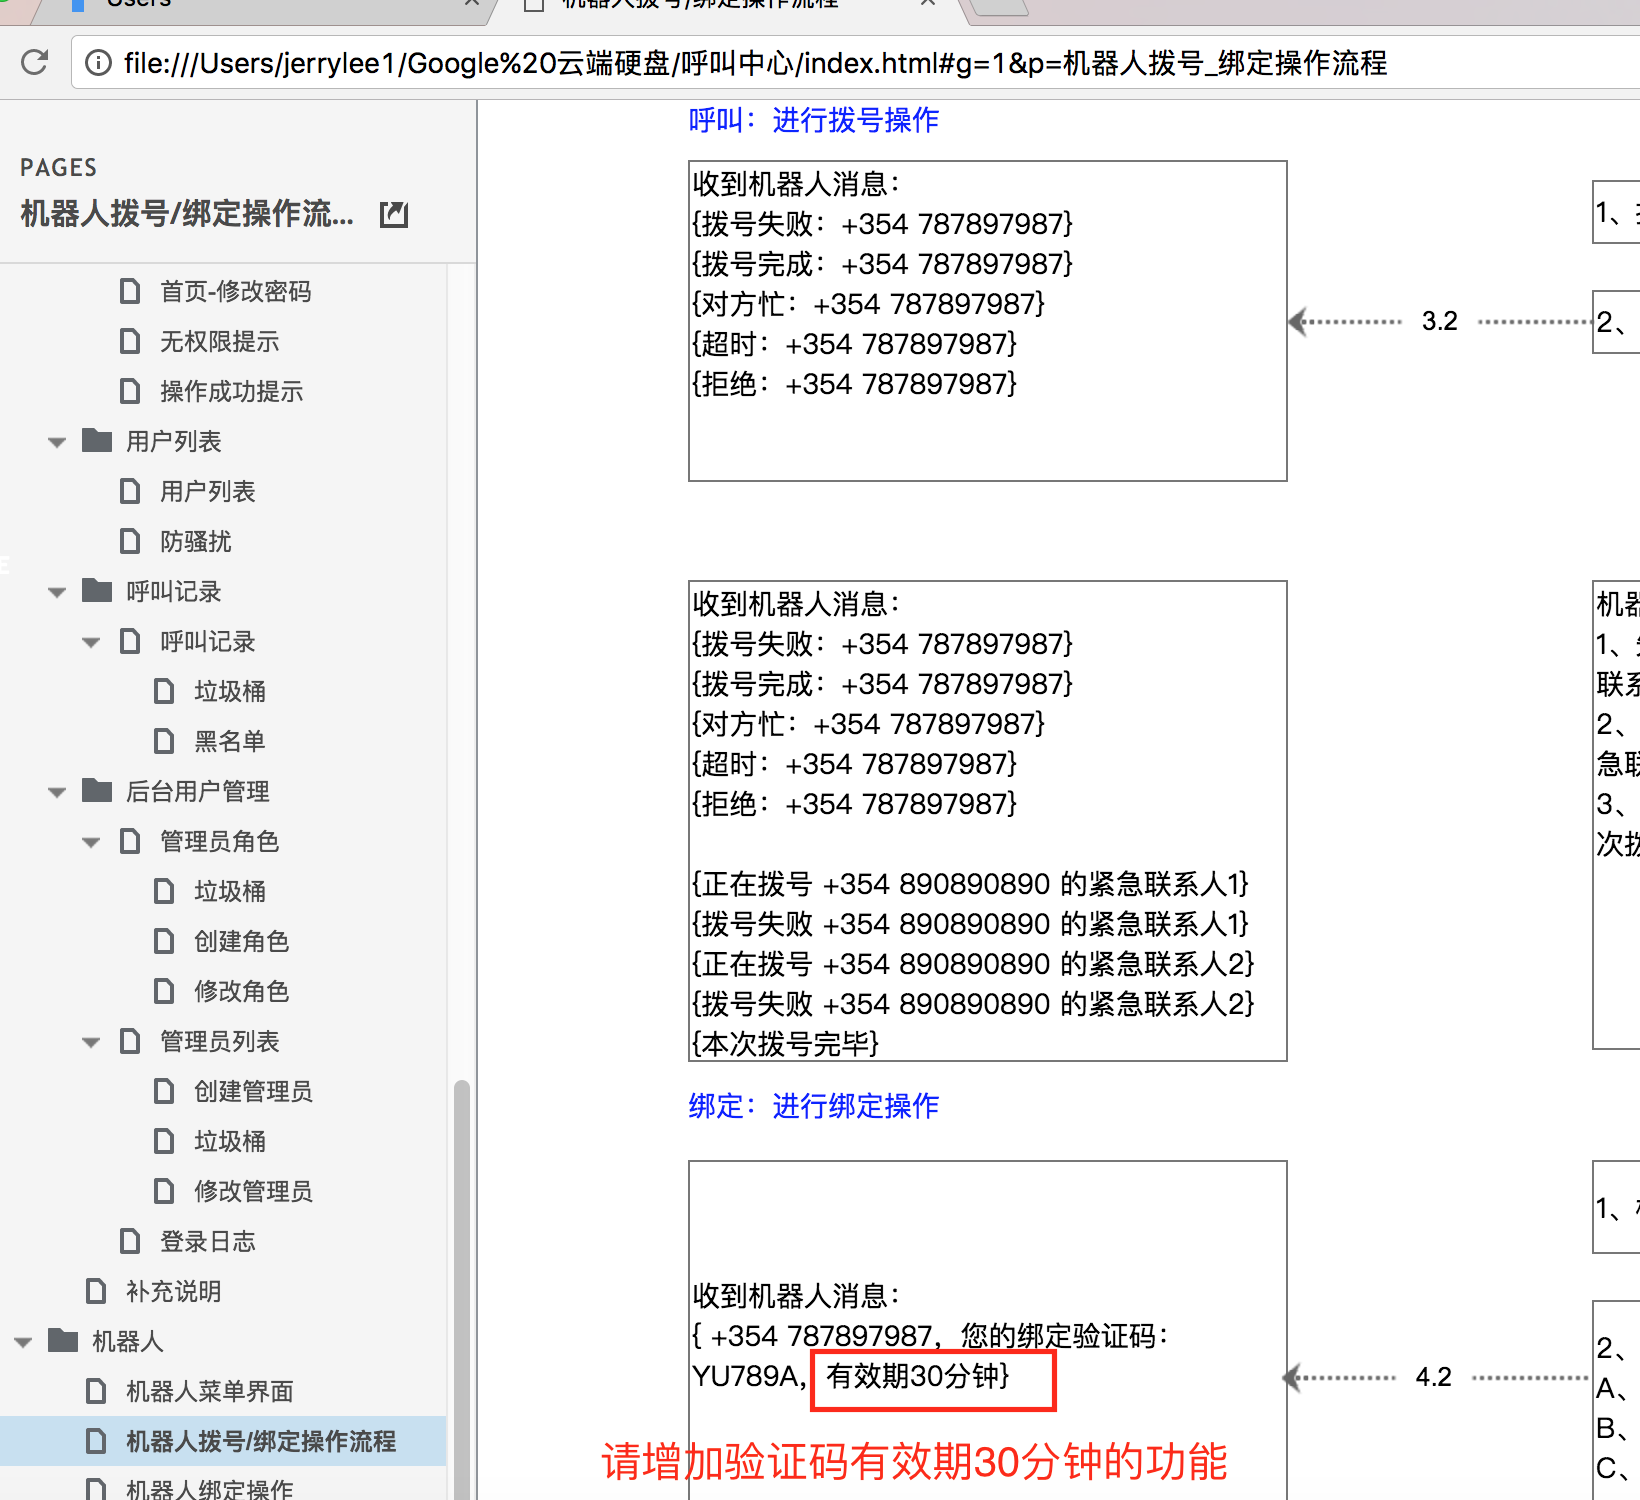 Users
机器人拨号/绑定操作流程
file:///Users/jerrylee1/Google%20云端硬盘/呼叫中心/index.html#g=1&p=机器人拨号_绑定操作流程
PAGES
机器人拨号/绑定操作流...
首页-修改密码
无权限提示
操作成功提示
用户列表
用户列表
防骚扰
呼叫记录
呼叫记录
垃圾桶
黑名单
后台用户管理
管理员角色
垃圾桶
创建角色
修改角色
管理员列表
创建管理员
垃圾桶
修改管理员
登录日志
补充说明
机器人
机器人菜单界面
机器人拨号/绑定操作流程
机器人绑定操作
呼叫：进行拨号操作
收到机器人消息：
{拨号失败：+354 787897987}
{拨号完成：+354 787897987}
{对方忙：+354 787897987}
{超时：+354 787897987}
{拒绝：+354 787897987}
3.2
1、
2、
收到机器人消息：
{拨号失败：+354 787897987}
{拨号完成：+354 787897987}
{对方忙：+354 787897987}
{超时：+354 787897987}
{拒绝：+354 787897987}
{正在拨号 +354 890890890 的紧急联系人1}
{拨号失败 +354 890890890 的紧急联系人1}
{正在拨号 +354 890890890 的紧急联系人2}
{拨号失败 +354 890890890 的紧急联系人2}
{本次拨号完毕}
机器
1、
联系
2、
急联
3、
次拨
绑定：进行绑定操作
收到机器人消息：
{ +354 787897987，您的绑定验证码：
YU789A，有效期30分钟}
请增加验证码有效期30分钟的功能
4.2
1、
2、
A、
B、
C、